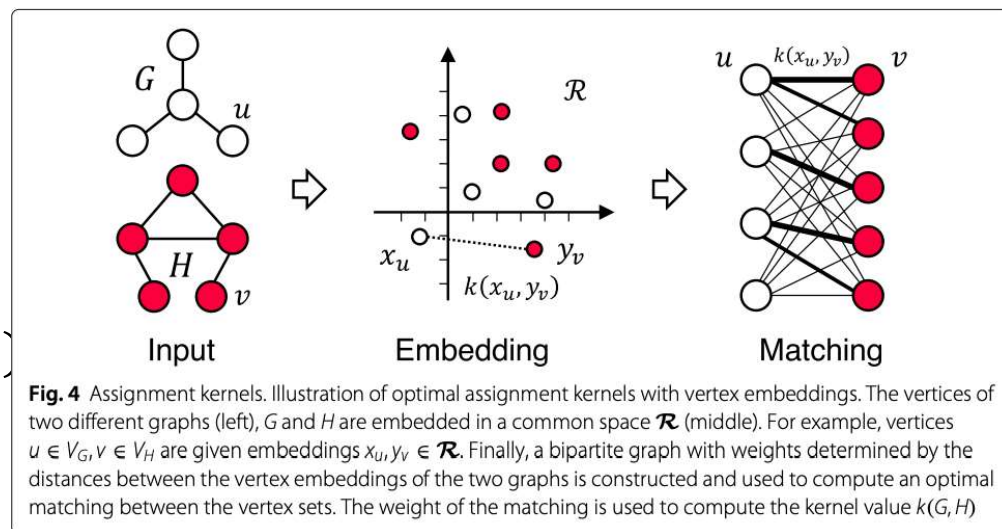 G
u
H
v
Input
ℛ
x_u
y_v
k(x_u, y_v)
Embedding
u
k(x_u, y_v)
v
Matching
Fig. 4 Assignment kernels. Illustration of optimal assignment kernels with vertex embeddings. The vertices of
two different graphs (left), G and H are embedded in a common space ℛ (middle). For example, vertices
u ∈ V_G, v ∈ V_H are given embeddings x_u, y_v ∈ ℛ. Finally, a bipartite graph with weights determined by the
distances between the vertex embeddings of the two graphs is constructed and used to compute an optimal
matching between the vertex sets. The weight of the matching is used to compute the kernel value k(G, H)